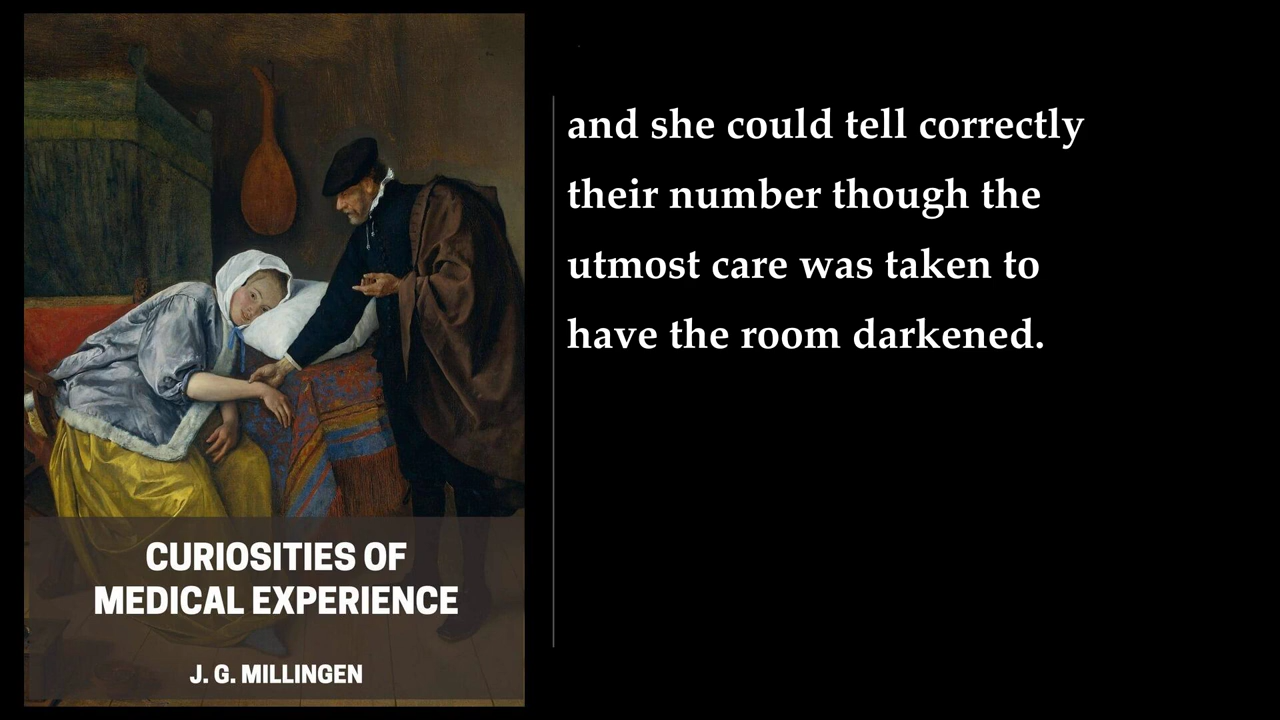 CURIOSITIES OF
MEDICAL EXPERIENCE
J. G. MILLINGEN
and she could tell correctly
their number though the
utmost care was taken to
have the room darkened.